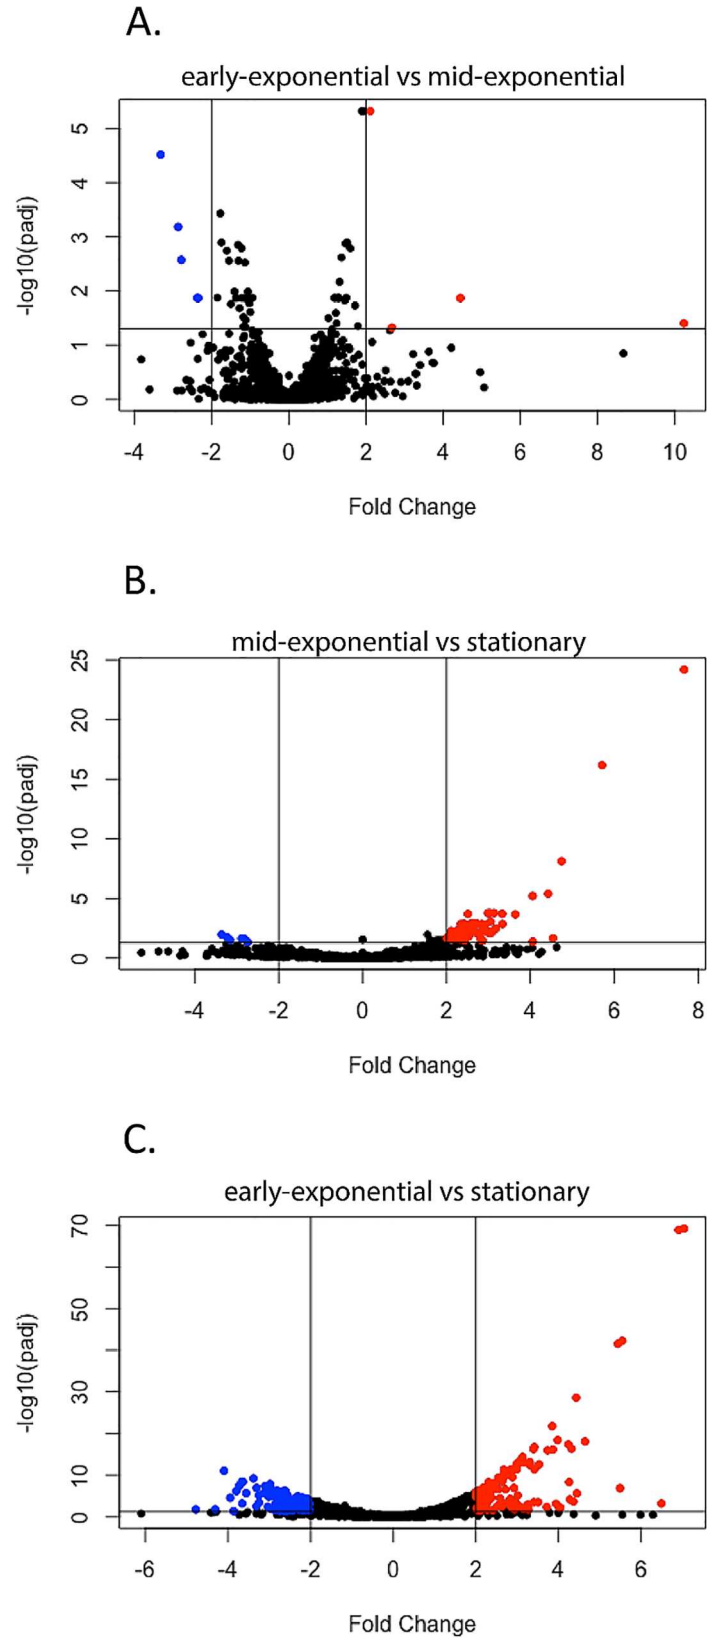 A.
early-exponential vs mid-exponential
-log10(padj)
5
4
3
2
1
0
-4 -2 0 2 4 6 8 10
Fold Change
B.
mid-exponential vs stationary
-log10(padj)
25
20
15
10
5
0
-4 -2 0 2 4 6 8
Fold Change
C.
early-exponential vs stationary
-log10(padj)
70
50
30
10
0
-6 -4 -2 0 2 4 6
Fold Change